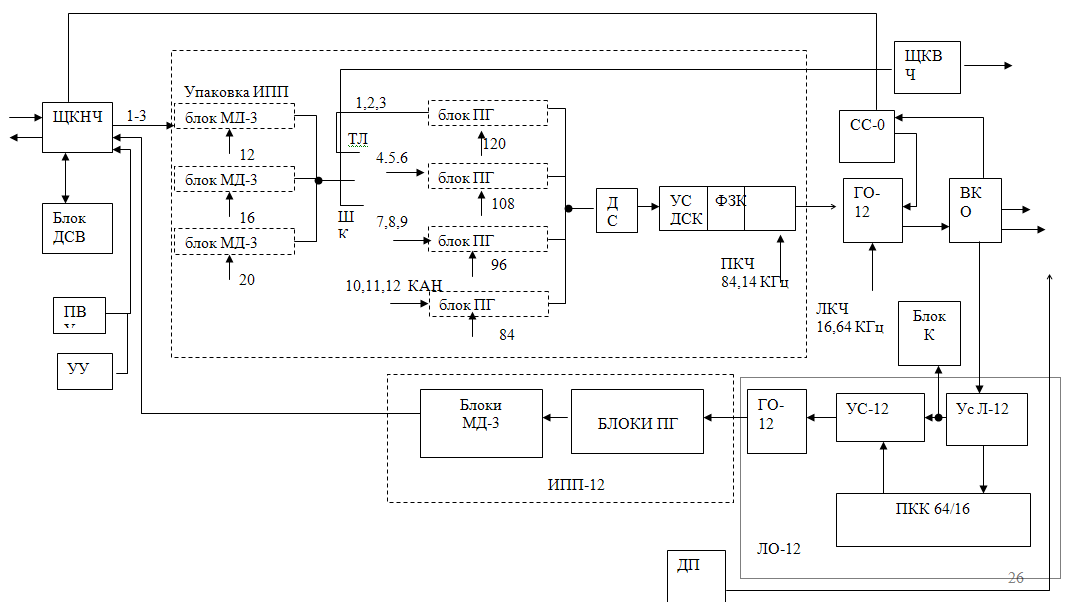 ЩКВ
Ч
Упаковка ИПП
ЩКНЧ
1-3
блок МД-3
12
блок МД-3
16
блок МД-3
20
1,2,3
ТЛ
4.5.6
Ш
К
7,8,9
10,11,12 КАН
блок ПГ
120
блок ПГ
108
блок ПГ
96
блок ПГ
84
Д
С
УС
ДСК
ФЗК
ПКЧ
84,14 КГц
СС-0
ГО-
12
ВК
О
ЛКЧ
16,64 КГц
Блок
ДСВ
ПВ
УУ
Блок
К
Блоки
МД-3
БЛОКИ ПГ
ИПП-12
ГО-
12
УС-12
Ус Л-12
ПКК 64/16
ЛО-12
ДП
26